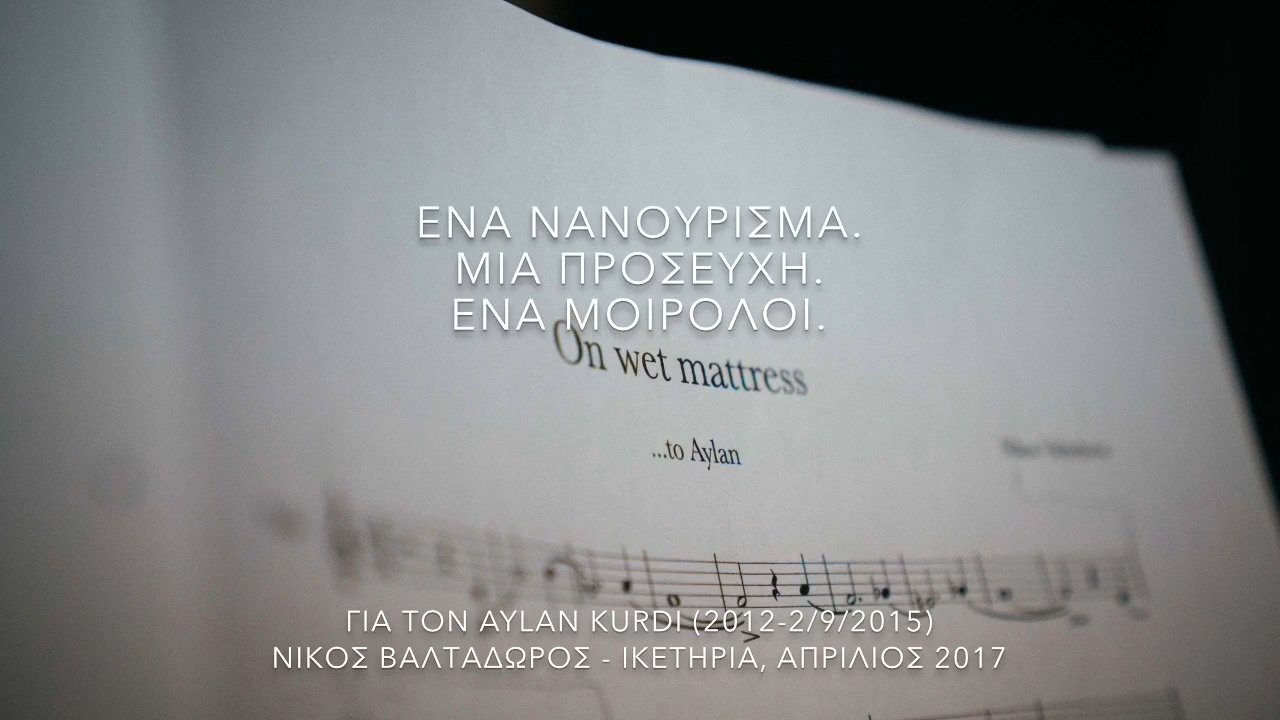 ΕΝΑ ΝΑΝΟΥΡΙΣΜΑ.
ΜΙΑ ΠΡΟΣΕΥΧΗ.
ΕΝΑ ΜΟΙΡΟΛΟΙ.
On wet mattress
...to Aylan
ΓΙΑ ΤΟΝ AYLAN KURDI (2012-2/9/2015)
ΝΙΚΟΣ ΒΑΛΤΑΔΩΡΟΣ - ΙΚΕΤΗΡΙΑ, ΑΠΡΙΛΙΟΣ 2017